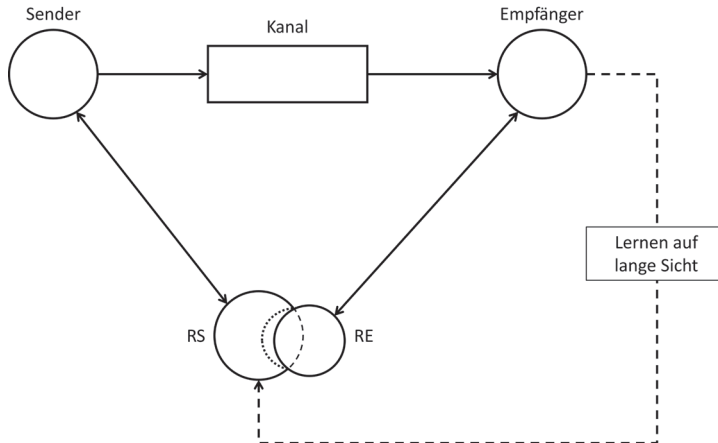 Sender
Kanal
Empfänger
Lernen auf
lange Sicht
RS
RE